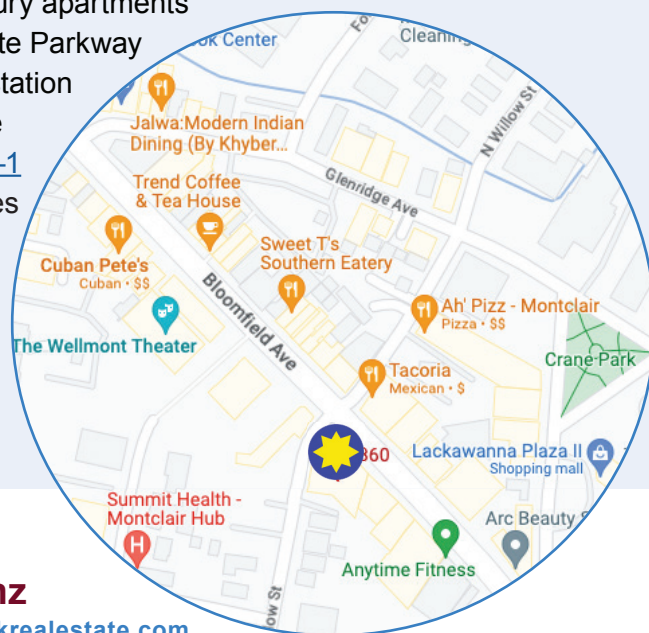 ury apartments
te Parkway
tation
e
-1
es
ok Center
Fo
Cleaning
Jalwa:Modern Indian
Dining (By Khyber...
N Willow St
Glenridge Ave
Trend Coffee
& Tea House
Sweet T's
Southern Eatery
Cuban Pete's
Cuban • $$
Bloomfield Ave
Ah' Pizz - Montclair
Pizza • $$
The Wellmont Theater
Crane Park
Tacoria
Mexican • $
360
Lackawanna Plaza II
Shopping mall
Summit Health -
Montclair Hub
H
Arc Beauty S
Anytime Fitness
ow St
nz
krealestate.com